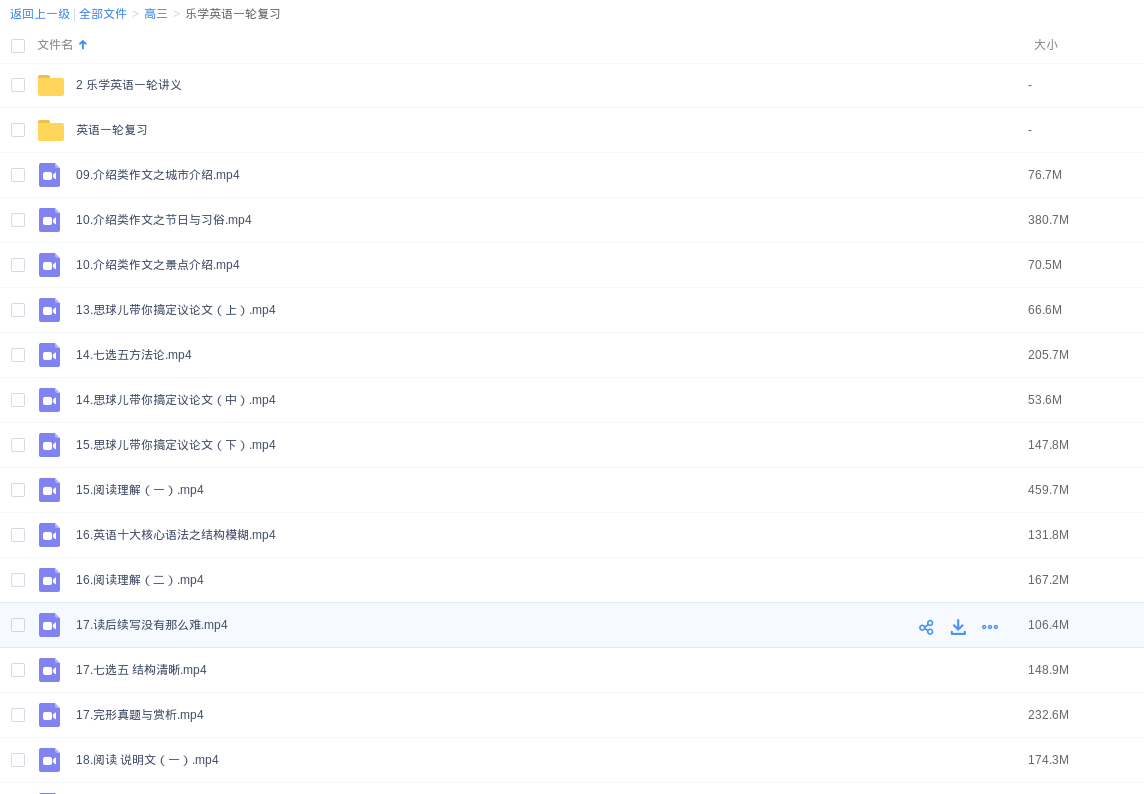 返回上一级 | 全部文件 > 高三 > 乐学英语一轮复习
文件名 大小
2 乐学英语一轮讲义 -
英语一轮复习 -
09.介绍类作文之城市介绍.mp4 76.7M
10.介绍类作文之节日与习俗.mp4 380.7M
10.介绍类作文之景点介绍.mp4 70.5M
13.思球儿带你搞定议论文（上）.mp4 66.6M
14.七选五方法论.mp4 205.7M
14.思球儿带你搞定议论文（中）.mp4 53.6M
15.思球儿带你搞定议论文（下）.mp4 147.8M
15.阅读理解（一）.mp4 459.7M
16.英语十大核心语法之结构模糊.mp4 131.8M
16.阅读理解（二）.mp4 167.2M
17.读后续写没有那么难.mp4 106.4M
17.七选五 结构清晰.mp4 148.9M
17.完形真题与赏析.mp4 232.6M
18.阅读 说明文（一）.mp4 174.3M